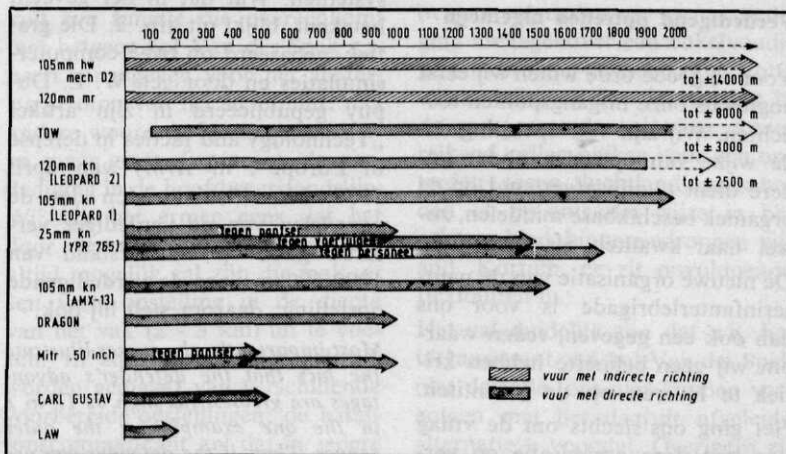 100 200 300 400 500 600 700 800 900 1000 1100 1200 1300 1400 1500 1600 1700 1800 1900 2000
105mm hw
mech D2
tot ±14000
120mm mr
tot ± 8000 m
TOW
tot ± 3000 m
120mm kn
[LEOPARD 2]
tot ± 2500 m
105mm kn
[LEOPARD 1]
25mm kn
(YPR 765)
tegen pantser
tegen voertuigen
tegen personeel
105mm kn
[AMX-13]
DRAGON
Mitr .50 inch
tegen pantser
CARL GUSTAV
LAW
vuur met indirecte richting
vuur met directe richting